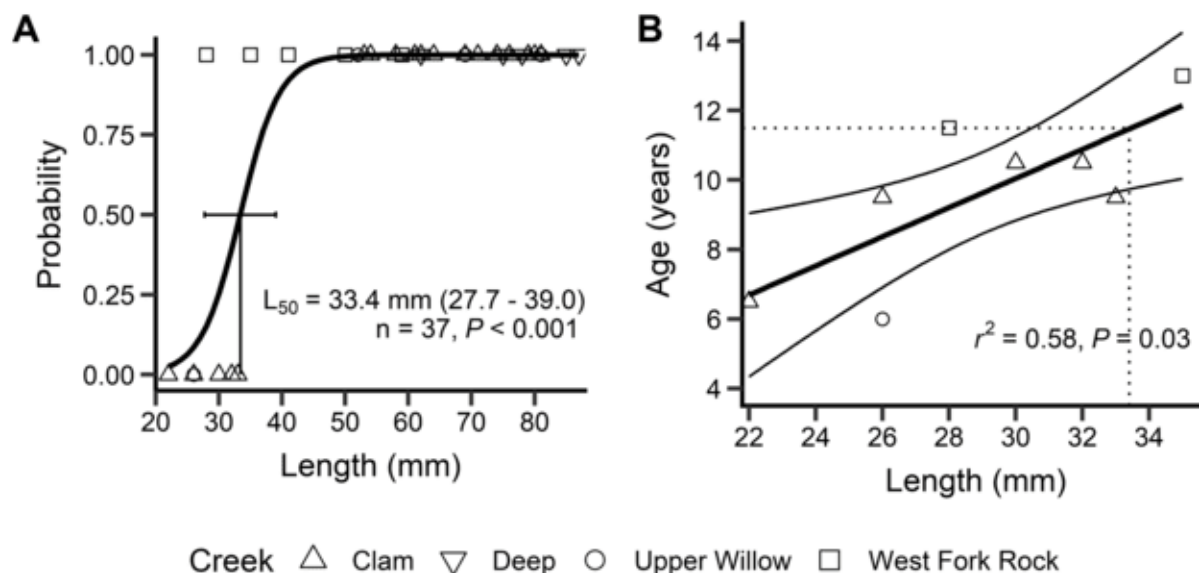 A
B
Probability
1.00
0.75
0.50
0.25
0.00
L50 = 33.4 mm (27.7 - 39.0)
n = 37, P < 0.001
20 30 40 50 60 70 80
Length (mm)
Age (years)
14
12
10
8
6
4
r² = 0.58, P = 0.03
22 24 26 28 30 32 34
Length (mm)
Creek Clam Deep Upper Willow West Fork Rock